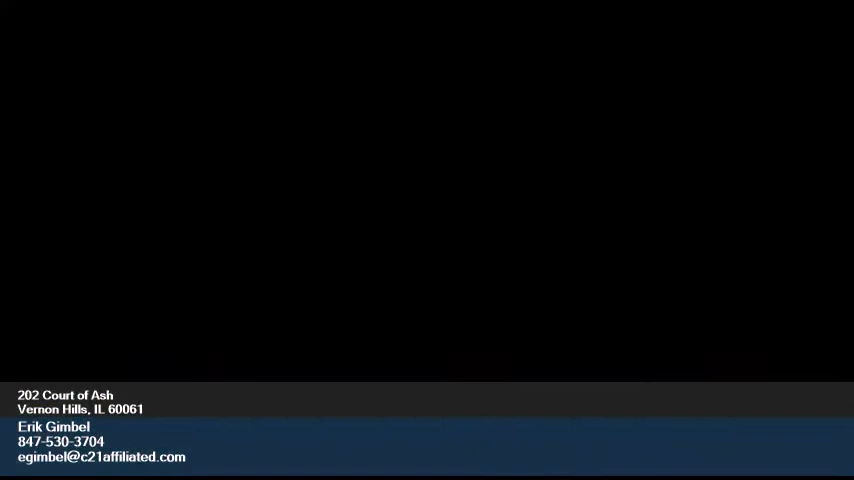 202 Court of Ash
Vernon Hills, IL 60061
Erik Gimbel
847-530-3704
egimbel@c21affiliated.com